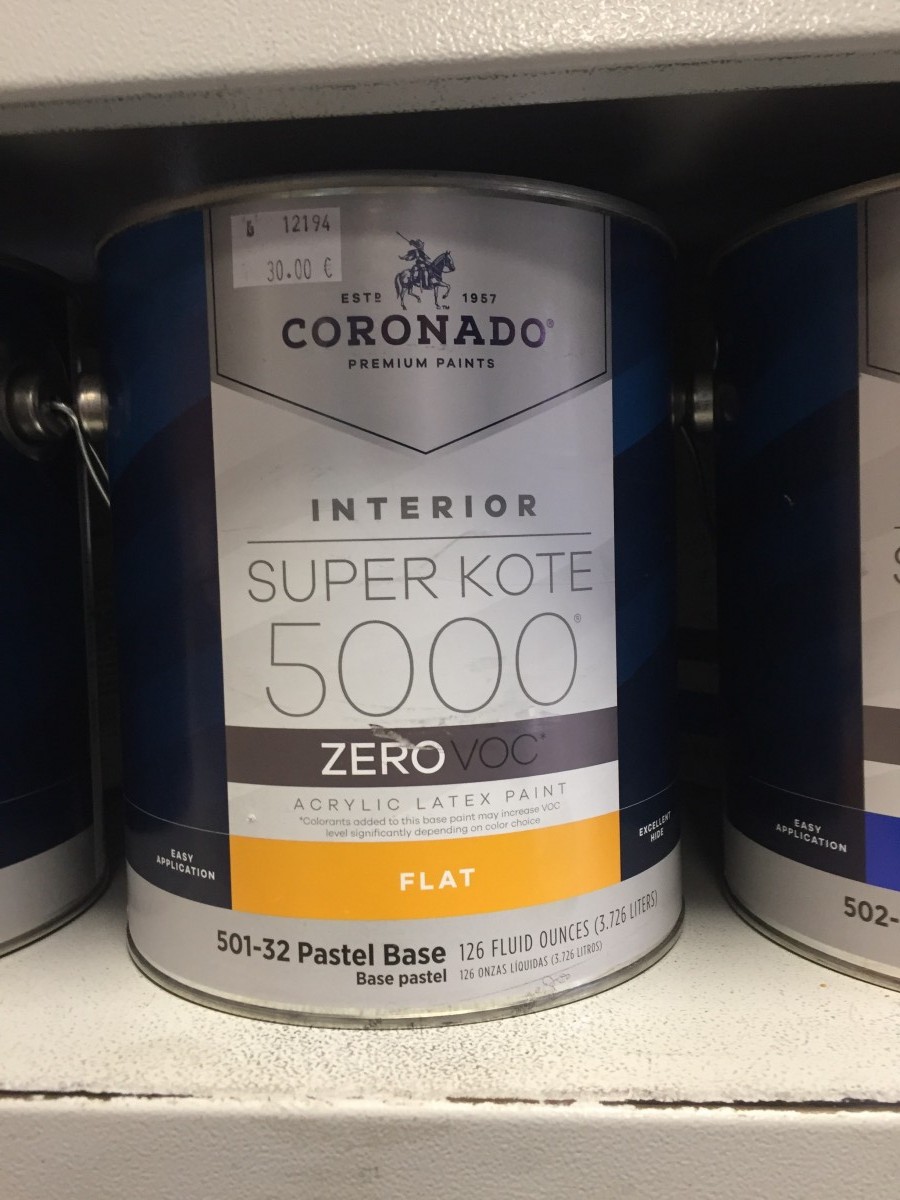 6 12194
30.00 €
ESTD 1957
CORONADO®
PREMIUM PAINTS
INTERIOR
SUPER KOTE
5000®
ZERO VOC*
ACRYLIC LATEX PAINT
*Colorants added to this base paint may increase VOC
level significantly depending on color choice
EASY
APPLICATION
FLAT
EXCELLENT
HIDE
501-32 Pastel Base 126 FLUID OUNCES (3.726 LITERS)
Base pastel 126 ONZAS LÍQUIDAS (3.726 LITROS)
S
EASY
APPLICATION
502-